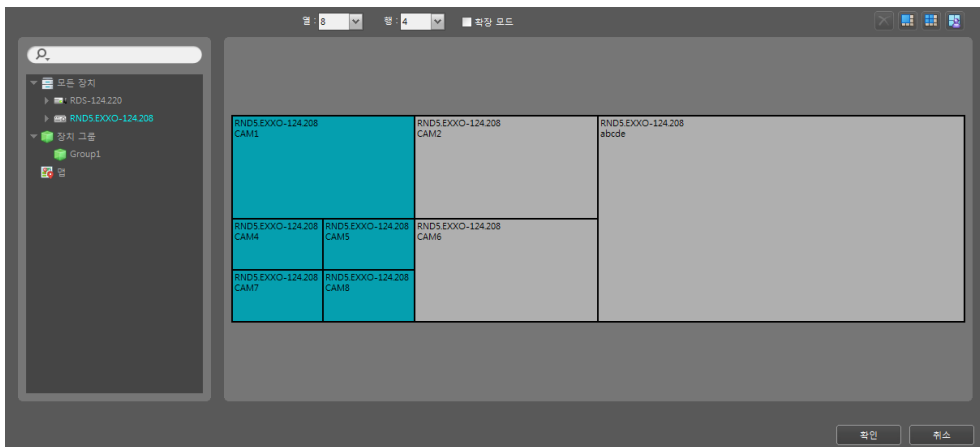 열 : 8 행 : 4 확장 모드
모든 장치
RDS-124.220
RND5.EXXO-124.208
장치 그룹
Group1
맵
RND5.EXXO-124.208
CAM1
RND5.EXXO-124.208
CAM2
RND5.EXXO-124.208
abcde
RND5.EXXO-124.208
CAM4
RND5.EXXO-124.208
CAM5
RND5.EXXO-124.208
CAM6
RND5.EXXO-124.208
CAM7
RND5.EXXO-124.208
CAM8
확인 취소